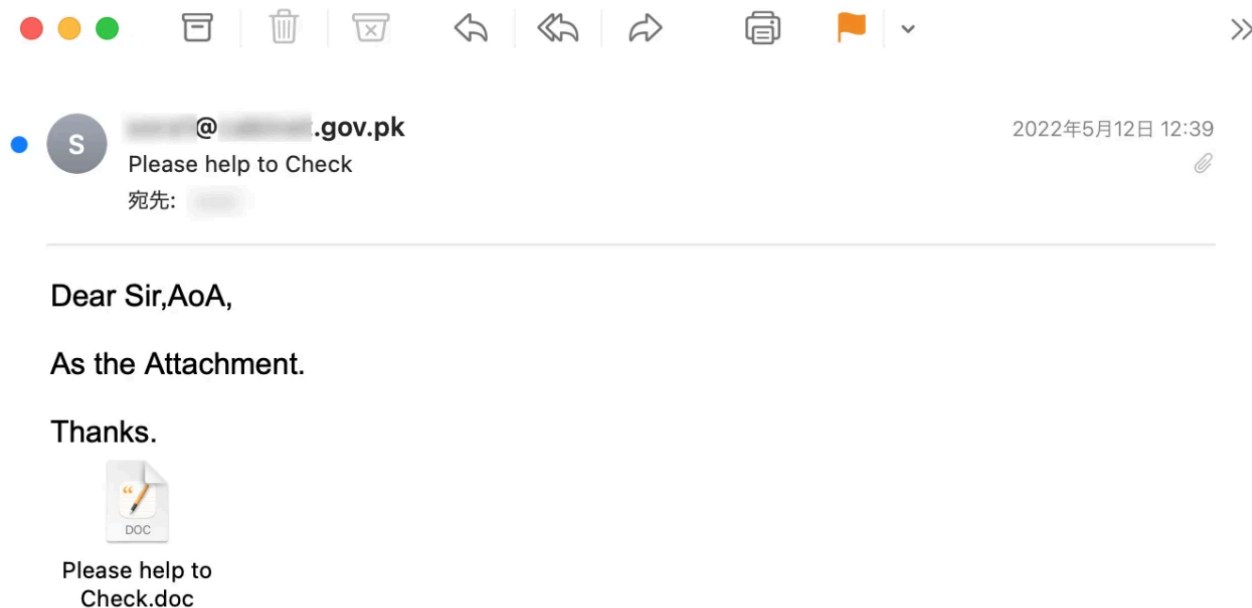 S
@ .gov.pk
2022年5月12日 12:39
Please help to Check
宛先:
Dear Sir,AoA,
As the Attachment.
Thanks.
DOC
Please help to
Check.doc